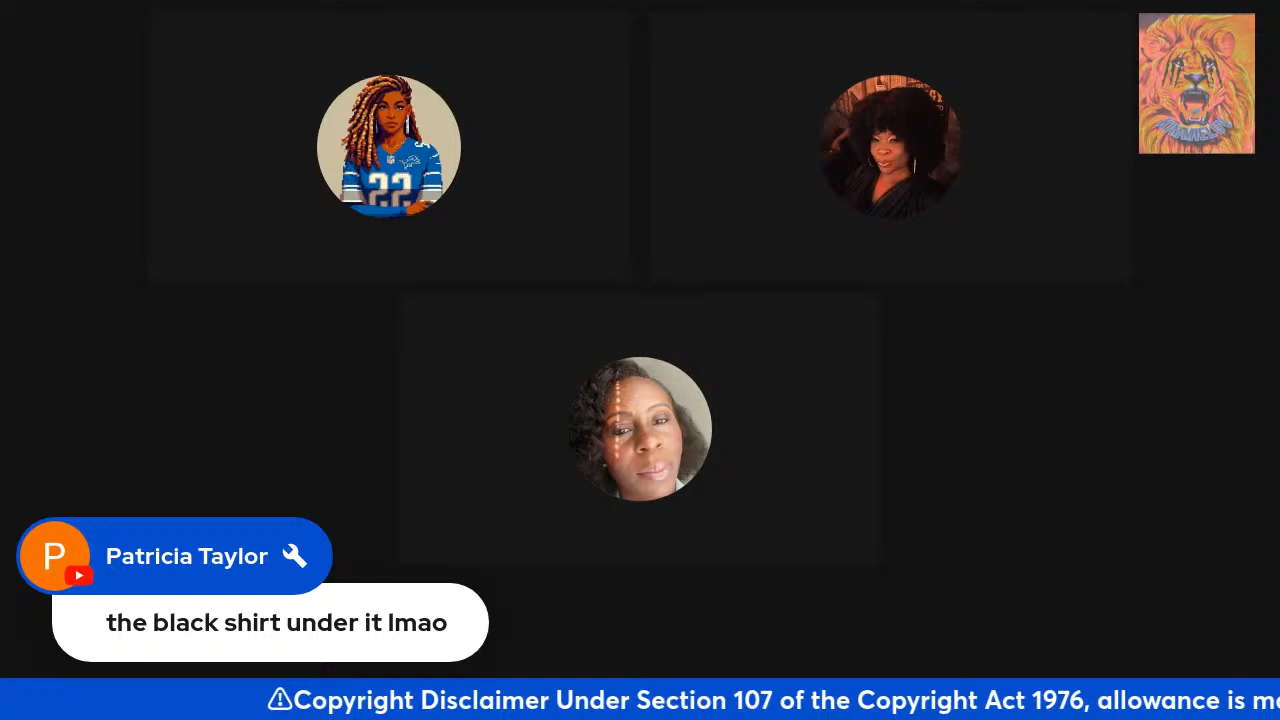 22
P
Patricia Taylor
the black shirt under it lmao
⚠Copyright Disclaimer Under Section 107 of the Copyright Act 1976, allowance is m